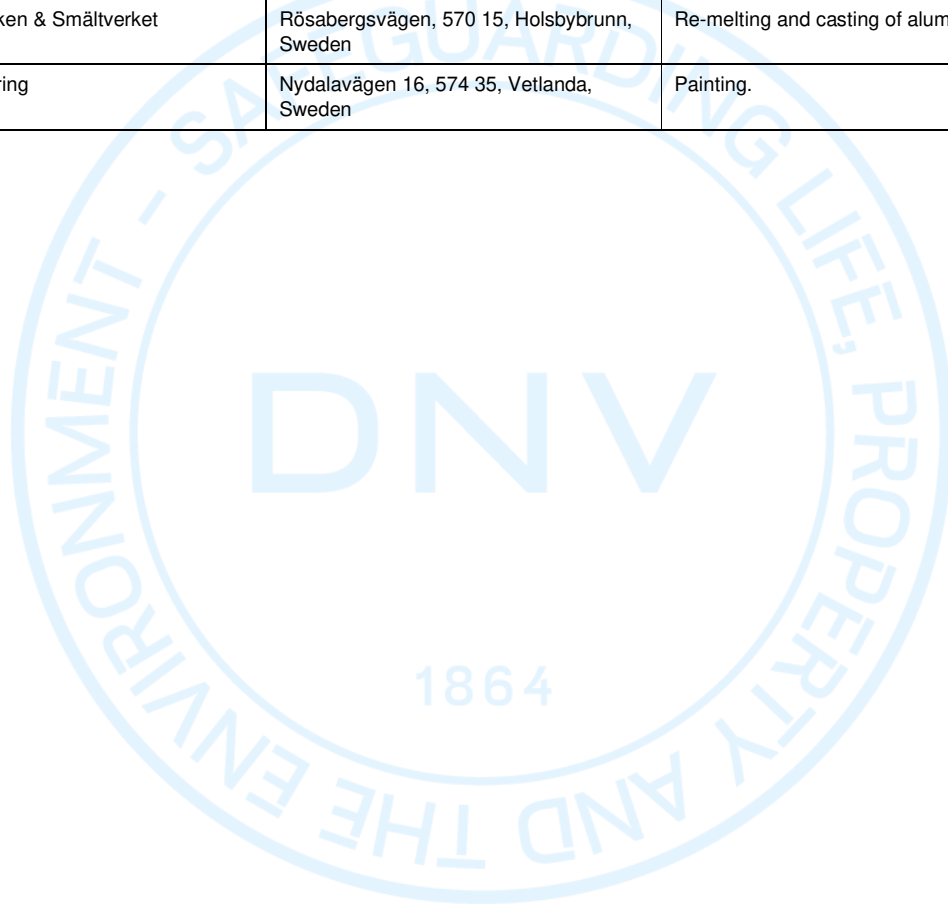 ken & Smältverket
Rösabergsvägen, 570 15, Holsbybrunn,
Sweden
Re-melting and casting of alum
ring
Nydalavägen 16, 574 35, Vetlanda,
Sweden
Painting.
SAFEGUARDING LIFE, PROPERTY AND THE ENVIRONMENT -
DNV
1864